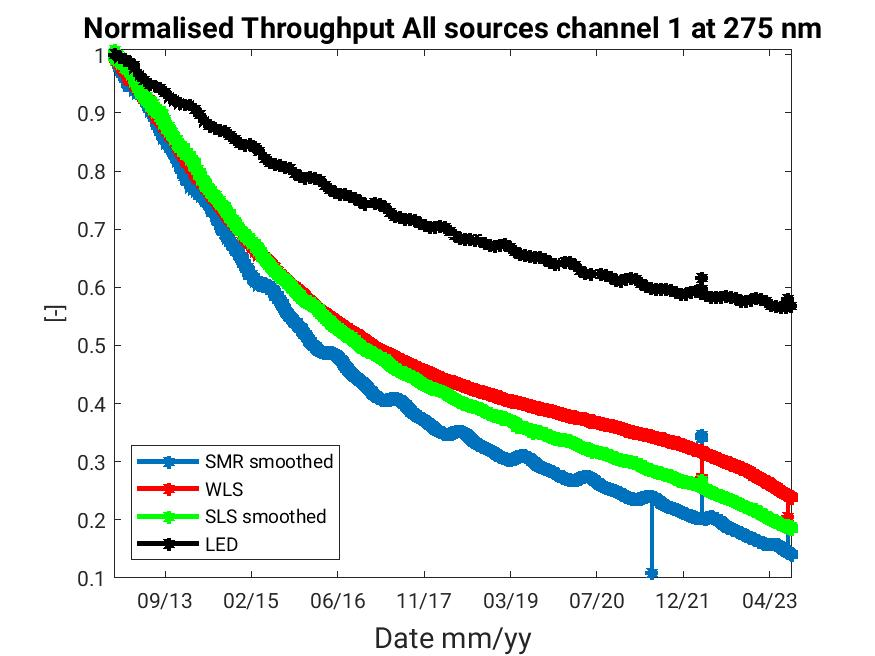 Normalised Throughput All sources channel 1 at 275 nm
1
0.9
0.8
0.7
0.6
0.5
0.4
0.3
0.2
0.1
[-]
SMR smoothed
WLS
SLS smoothed
LED
09/13 02/15 06/16 11/17 03/19 07/20 12/21 04/23
Date mm/yy